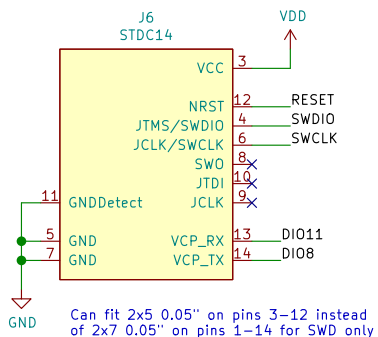 J6
STDC14
VDD
VCC 3
NRST 12 RESET
JTMS/SWDIO 4 SWDIO
JCLK/SWCLK 6 SWCLK
SWO 8
JTDI 10
11 GNDDetect JCLK 9
5 GND VCP_RX 13 DIO11
7 GND VCP_TX 14 DIO8
GND
Can fit 2x5 0.05" on pins 3-12 instead
of 2x7 0.05" on pins 1-14 for SWD only